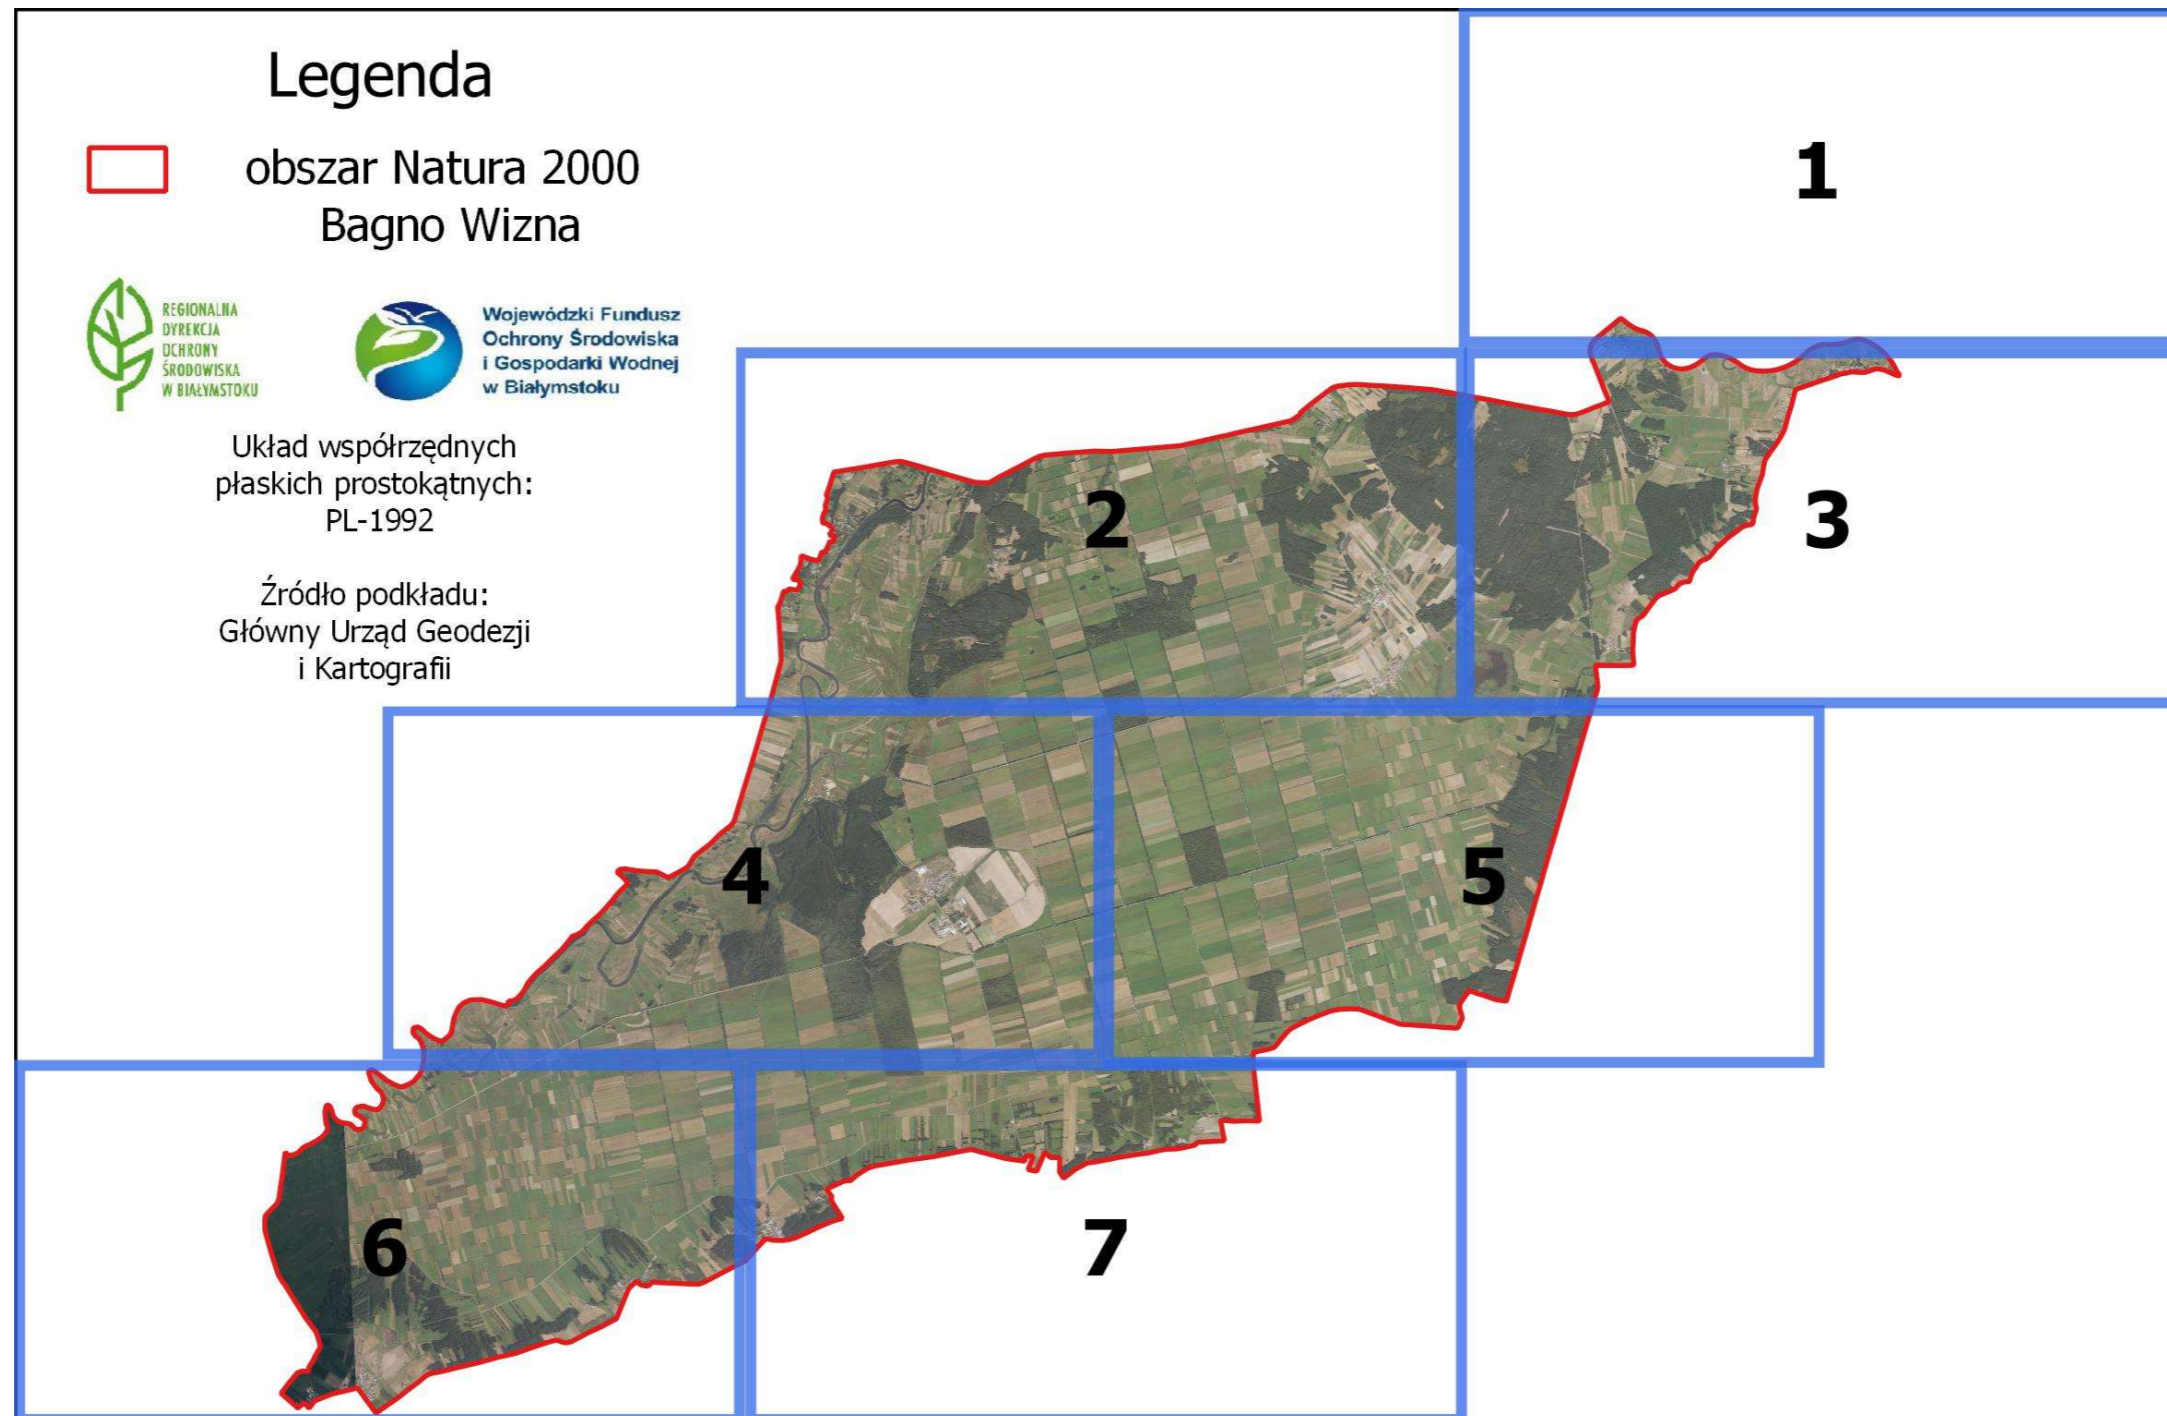 Legenda
obszar Natura 2000
Bagno Wizna
REGIONALNA
DYREKCJA
OCHRONY
ŚRODOWISKA
W BIAŁYMSTOKU
Wojewódzki Fundusz
Ochrony Środowiska
i Gospodarki Wodnej
w Białymstoku
Układ współrzędnych
płaskich prostokątnych:
PL-1992
Źródło podkładu:
Główny Urząd Geodezji
i Kartografii
1
2
3
4
5
6
7